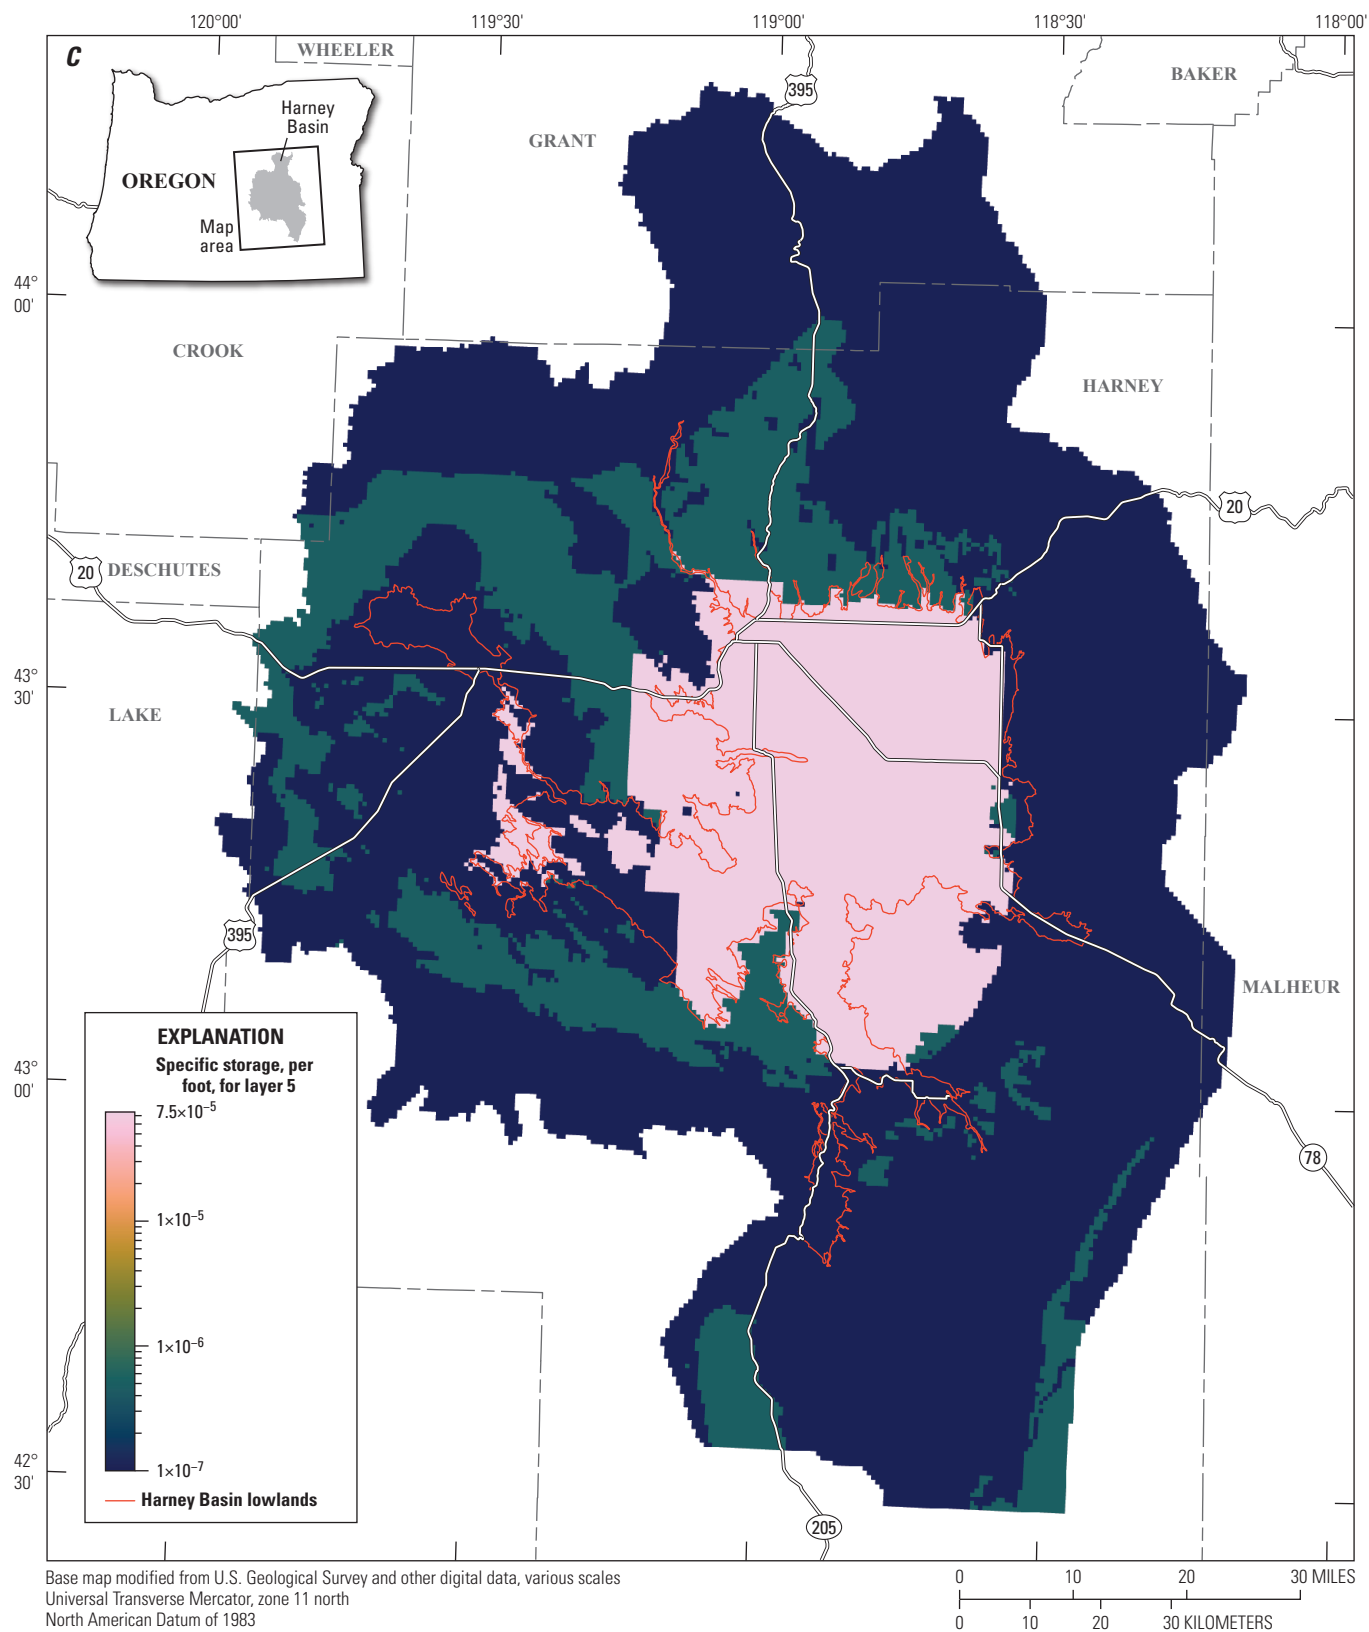 120°00'
119°30'
119°00'
118°30'
118°00'
C
WHEELER
BAKER
395
GRANT
Harney
Basin
OREGON
Map
area
44°
00'
CROOK
HARNEY
20
20
DESCHUTES
43°
30'
LAKE
395
MALHEUR
43°
00'
78
42°
30'
205
EXPLANATION
Specific storage, per
foot, for layer 5
7.5×10⁻⁵
1×10⁻⁵
1×10⁻⁶
1×10⁻⁷
Harney Basin lowlands
Base map modified from U.S. Geological Survey and other digital data, various scales
Universal Transverse Mercator, zone 11 north
North American Datum of 1983
0 10 20 30 MILES
0 10 20 30 KILOMETERS